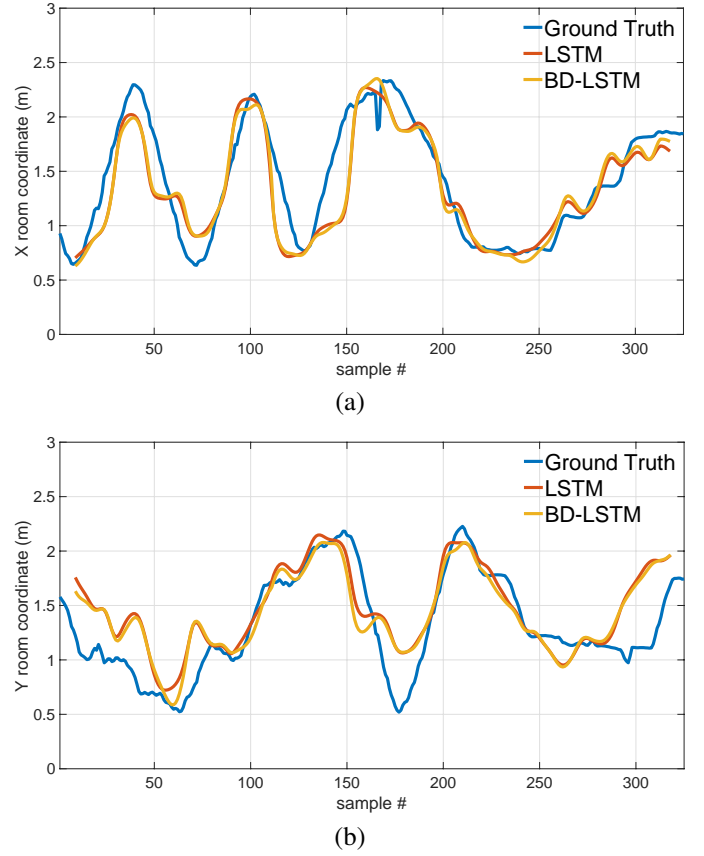 3
2.5
2
1.5
1
0.5
0
X room coordinate (m)
Ground Truth
LSTM
BD-LSTM
50 100 150 200 250 300
sample #
(a)
3
2.5
2
1.5
1
0.5
0
Y room coordinate (m)
Ground Truth
LSTM
BD-LSTM
50 100 150 200 250 300
sample #
(b)